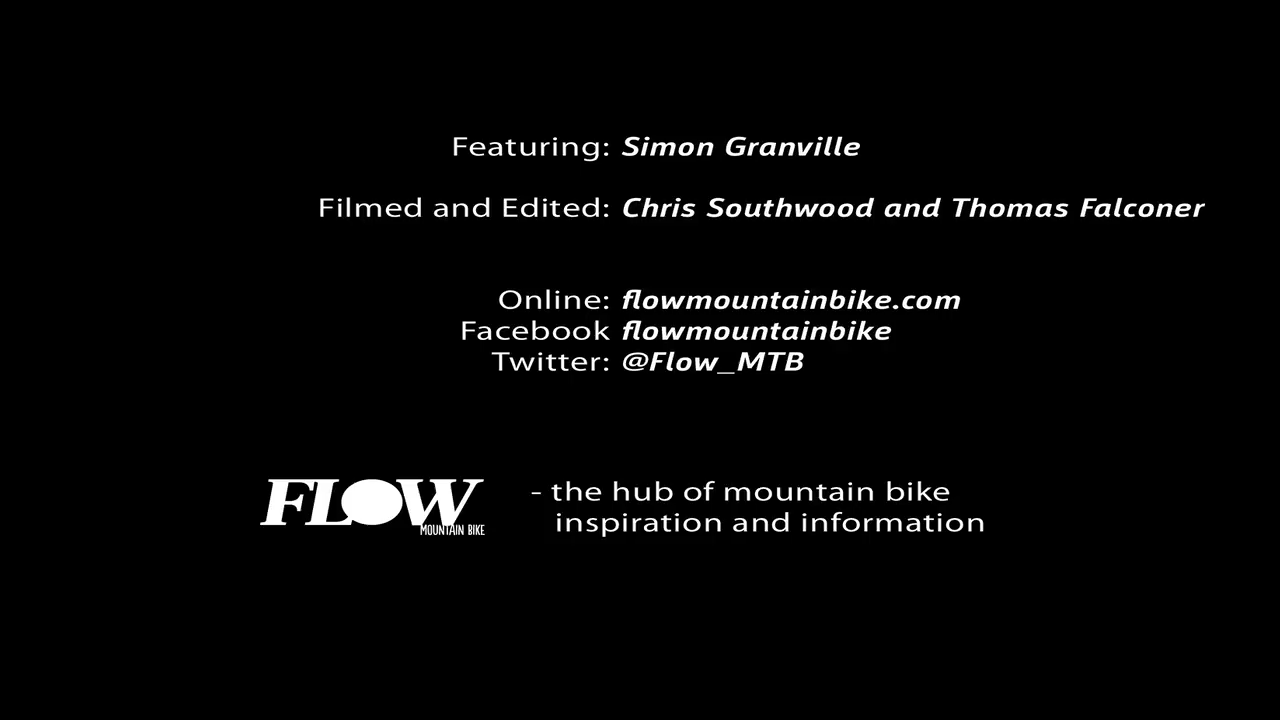 Featuring: Simon Granville
Filmed and Edited: Chris Southwood and Thomas Falconer
Online: flowmountainbike.com
Facebook flowmountainbike
Twitter: @Flow_MTB
FLOW
MOUNTAIN BIKE
- the hub of mountain bike
inspiration and information